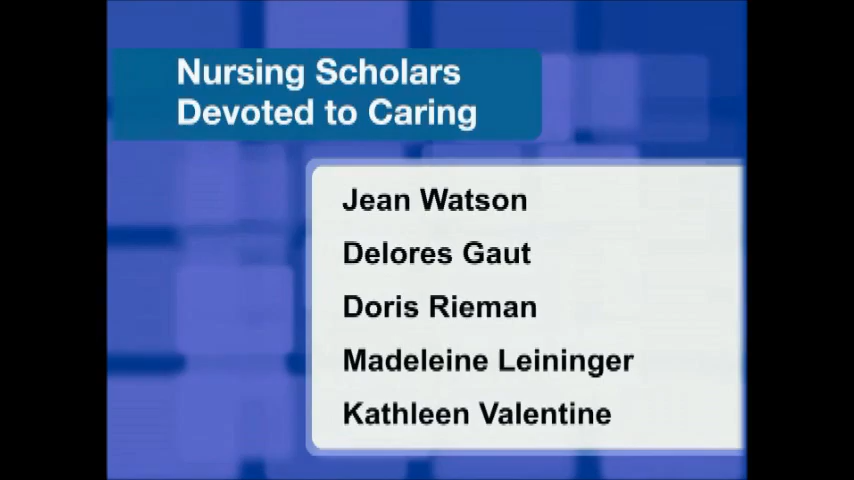 Nursing Scholars
Devoted to Caring
Jean Watson
Delores Gaut
Doris Rieman
Madeleine Leininger
Kathleen Valentine